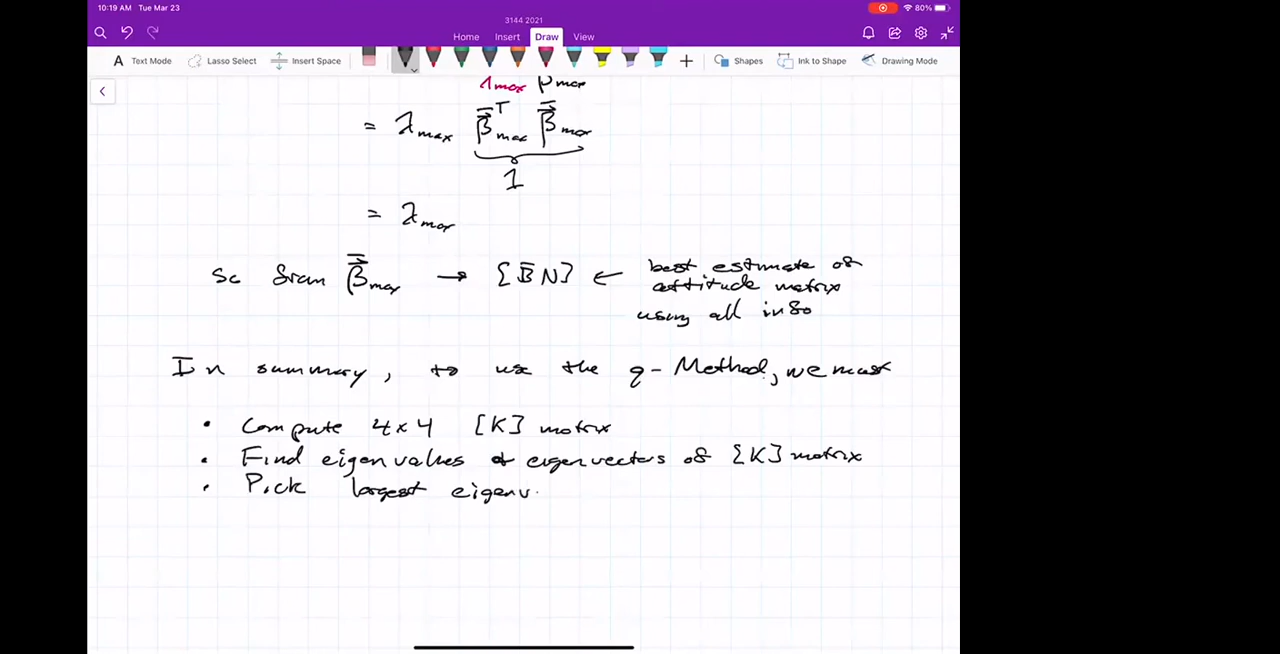 10:19 AM Tue Mar 23
80%
3144 2021
Home Insert Draw View
Text Mode Lasso Select Insert Space Shapes Ink to Shape Drawing Mode
λmax βmax
= λmax β̄ᵀmax β̄max
1
= λmax
So from β̄max → [B̄N] ← best estimate of
attitude matrix
using all info
In summary, to use the q-Method, we must
• Compute 4x4 [K] matrix
• Find eigenvalues & eigenvectors of [K] matrix
• Pick largest eigenv